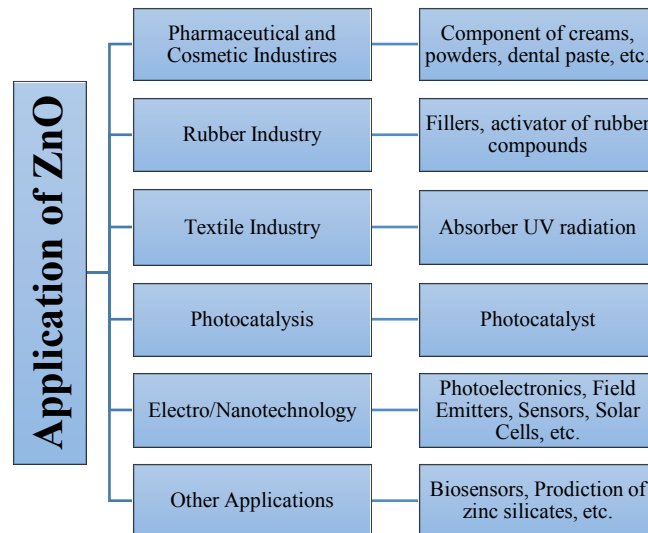 Application of ZnO
Pharmaceutical and
Cosmetic Industires
Component of creams,
powders, dental paste, etc.
Rubber Industry
Fillers, activator of rubber
compounds
Textile Industry
Absorber UV radiation
Photocatalysis
Photocatalyst
Electro/Nanotechnology
Photoelectronics, Field
Emitters, Sensors, Solar
Cells, etc.
Other Applications
Biosensors, Prodiction of
zinc silicates, etc.